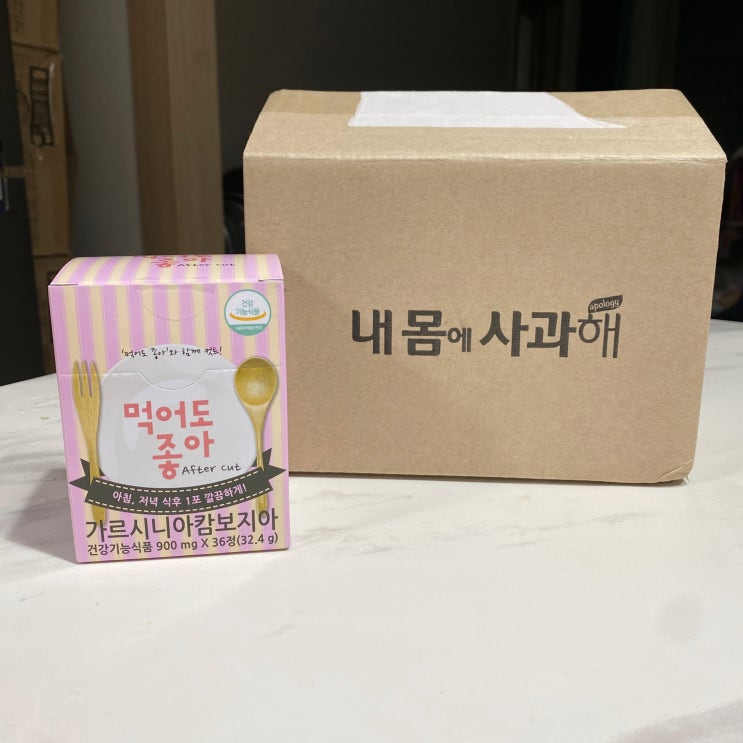 먹어도
좋아
After cut
건강
기능식품
'먹어도 좋아'와 함께 컷트!
먹어도
좋아
After cut
아침, 저녁 식후 1포 깔끔하게!
가르시니아캄보지아
건강기능식품 900 mg X 36정(32.4 g)
apology
내 몸에 사과해